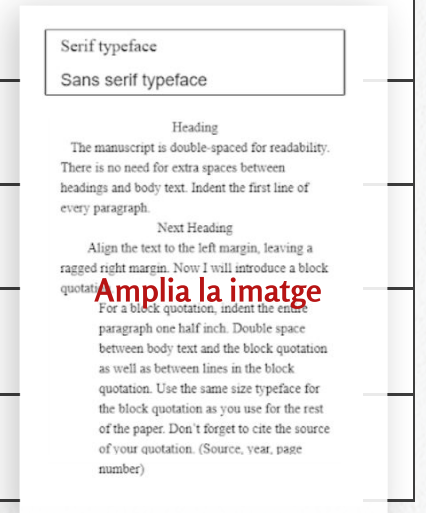 Serif typeface
Sans serif typeface
Heading
The manuscript is double-spaced for readability.
There is no need for extra spaces between
headings and body text. Indent the first line of
every paragraph.
Next Heading
Align the text to the left margin, leaving a
ragged right margin. Now I will introduce a block
Amplia la imatge
For a block quotation, indent the entire
paragraph one half inch. Double space
between body text and the block quotation
as well as between lines in the block
quotation. Use the same size typeface for
the block quotation as you use for the rest
of the paper. Don't forget to cite the source
of your quotation. (Source, year, page
number)